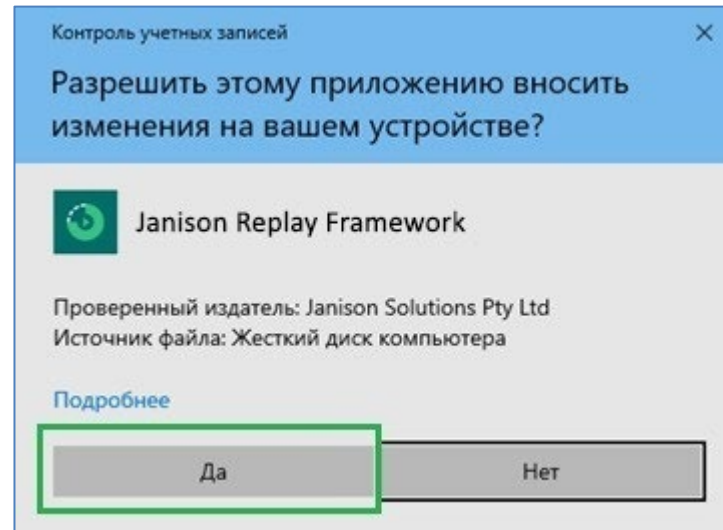 Контроль учетных записей
Разрешить этому приложению вносить
изменения на вашем устройстве?
Janison Replay Framework
Проверенный издатель: Janison Solutions Pty Ltd
Источник файла: Жесткий диск компьютера
Подробнее
Да
Нет